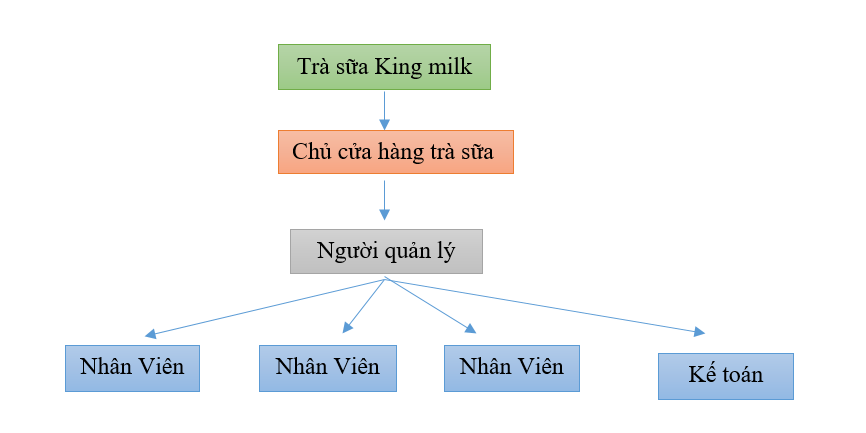 Trà sữa King milk
Chủ cửa hàng trà sữa
Người quản lý
Nhân Viên
Nhân Viên
Nhân Viên
Kế toán